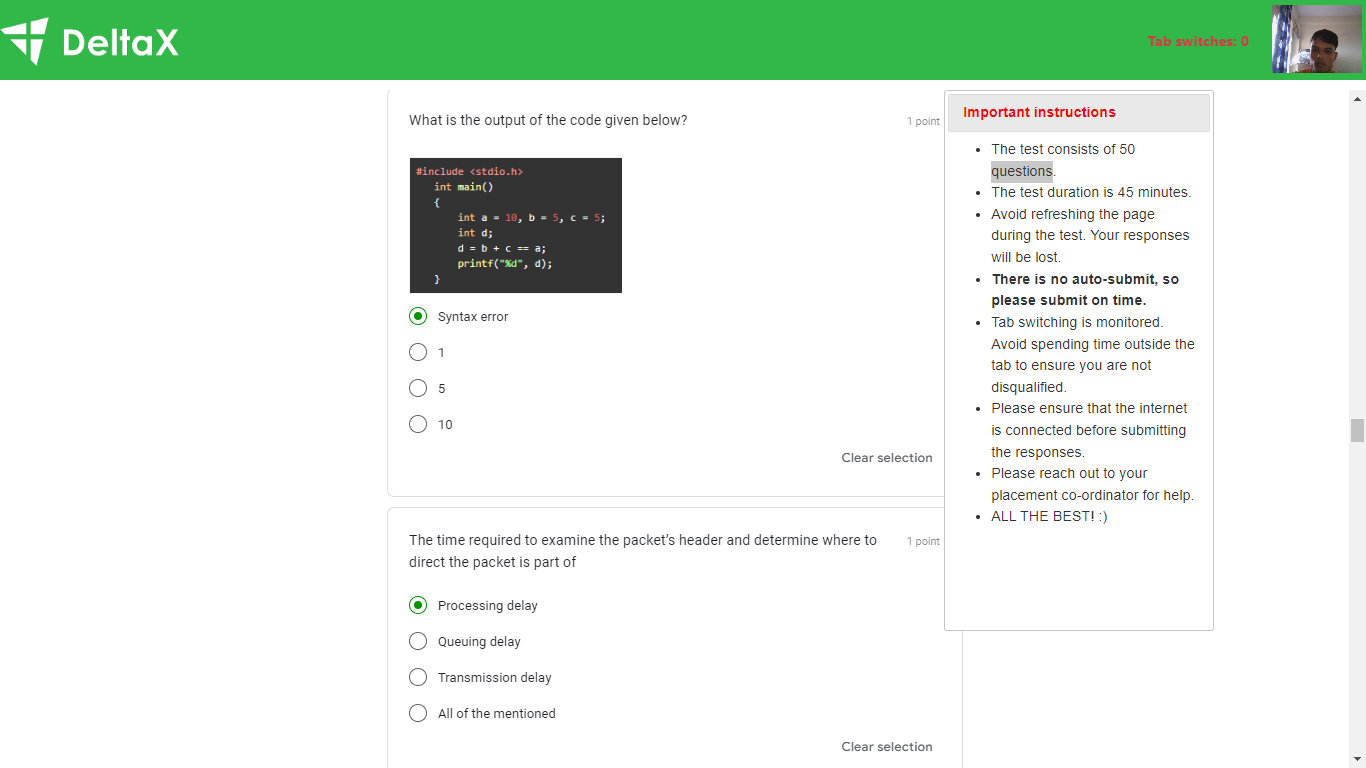 DeltaX
Tab switches: 0
What is the output of the code given below?
1 point
#include <stdio.h>
int main()
{
int a = 10, b = 5, c = 5;
int d;
d = b + c == a;
printf("%d", d);
}
Syntax error
1
5
10
Clear selection
The time required to examine the packet’s header and determine where to
direct the packet is part of
1 point
Processing delay
Queuing delay
Transmission delay
All of the mentioned
Clear selection
Important instructions
• The test consists of 50
questions.
• The test duration is 45 minutes.
• Avoid refreshing the page
during the test. Your responses
will be lost.
• There is no auto-submit, so
please submit on time.
• Tab switching is monitored.
Avoid spending time outside the
tab to ensure you are not
disqualified.
• Please ensure that the internet
is connected before submitting
the responses.
• Please reach out to your
placement co-ordinator for help.
• ALL THE BEST! :)